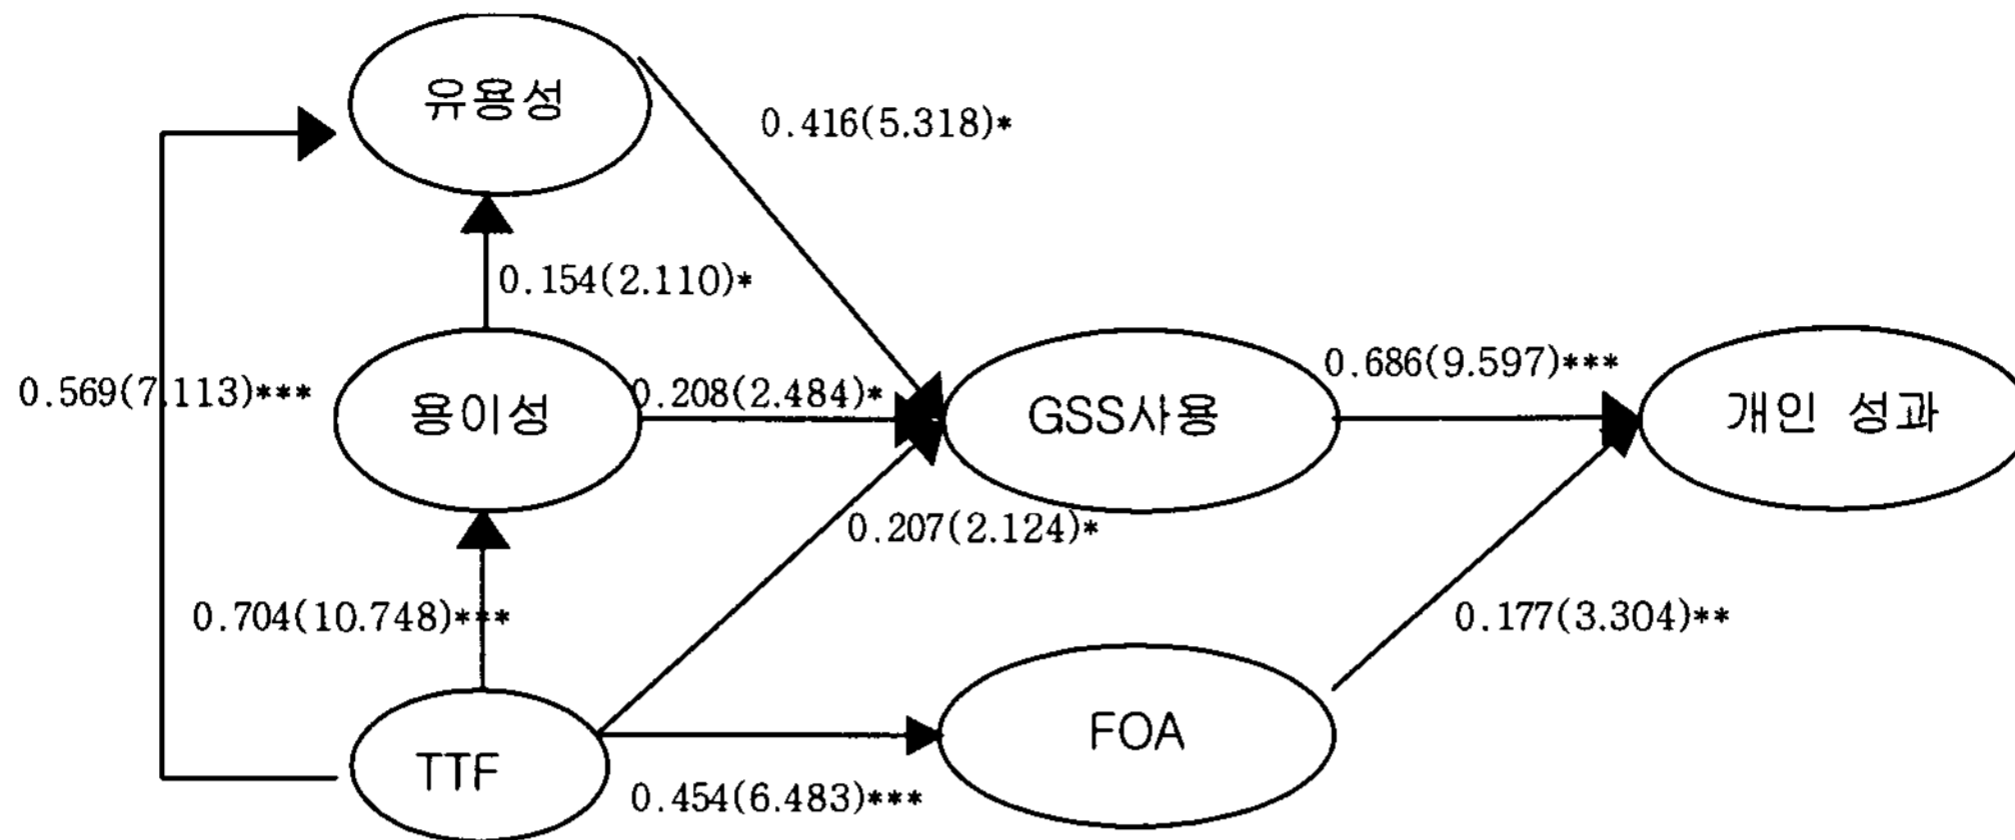 유용성
0.416(5.318)*
0.154(2.110)*
0.569(7.113)***
용이성
0.208(2.484)*
GSS사용
0.686(9.597)***
개인 성과
0.207(2.124)*
0.704(10.748)***
0.177(3.304)**
TTF
FOA
0.454(6.483)***